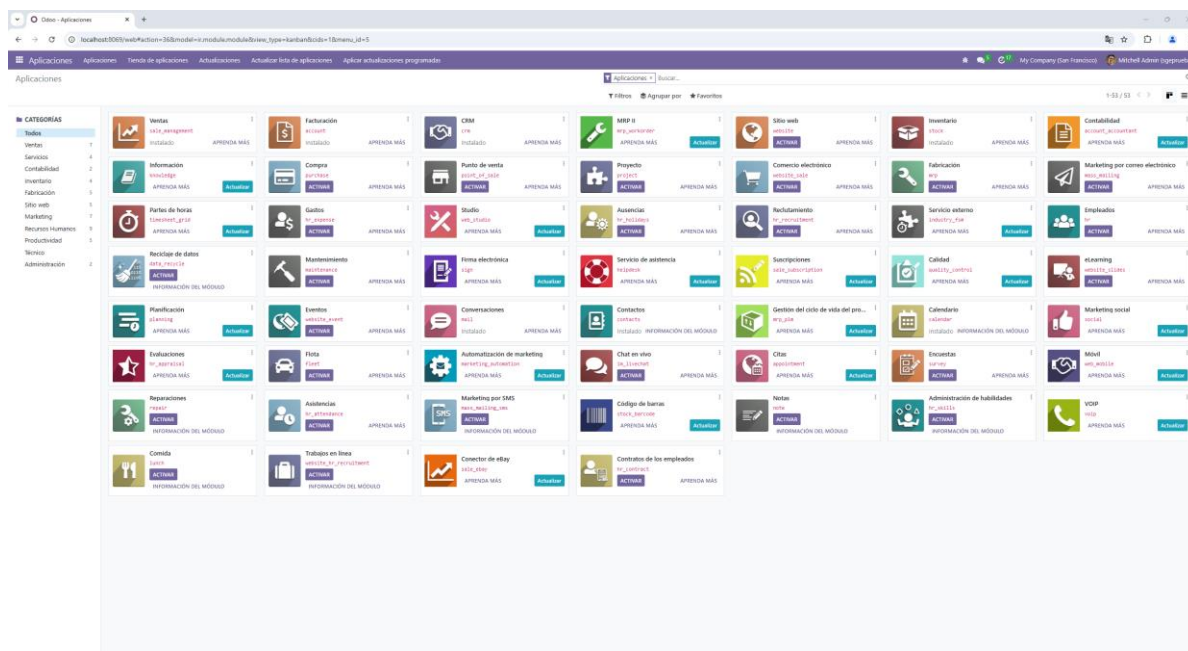 Odoo - Aplicaciones
localhost:8069/web#action=36&model=ir.module.module&view_type=kanban&cids=1&menu_id=5
Aplicaciones Aplicaciones Tienda de aplicaciones Actualizaciones Actualizar lista de aplicaciones Aplicar actualizaciones programadas My Company (San Francisco)
Aplicaciones Aplicaciones × Buscar...
Filtros Agrupar por Favoritos 1-53 / 53
CATEGORÍAS
Todos
Ventas 7
Servicios 4
Contabilidad 2
Inventario 4
Fabricación 5
Sitio web 5
Marketing 7
Recursos Humanos 9
Productividad 5
Técnico
Administración 2
Ventas
sale_management
Instalado APRENDA MÁS
Facturación
account
Instalado APRENDA MÁS
CRM
crm
Instalado APRENDA MÁS
MRP II
mrp_workorder
APRENDA MÁS Actualizar
Sitio web
website
ACTIVAR APRENDA MÁS
Inventario
stock
Instalado APRENDA MÁS
Contabilidad
account_accountant
APRENDA MÁS Actualizar
Información
knowledge
APRENDA MÁS Actualizar
Compra
purchase
ACTIVAR APRENDA MÁS
Punto de venta
point_of_sale
ACTIVAR APRENDA MÁS
Proyecto
project
ACTIVAR APRENDA MÁS
Comercio electrónico
website_sale
ACTIVAR APRENDA MÁS
Fabricación
mrp
ACTIVAR APRENDA MÁS
Marketing por correo electrónico
mass_mailing
ACTIVAR APRENDA MÁS
Partes de horas
timesheet_grid
APRENDA MÁS Actualizar
Gastos
hr_expense
ACTIVAR APRENDA MÁS
Studio
web_studio
APRENDA MÁS Actualizar
Ausencias
hr_holidays
ACTIVAR APRENDA MÁS
Reclutamiento
hr_recruitment
ACTIVAR APRENDA MÁS
Servicio externo
industry_fsm
APRENDA MÁS Actualizar
Empleados
hr
ACTIVAR APRENDA MÁS
Reciclaje de datos
data_recycle
ACTIVAR
INFORMACIÓN DEL MÓDULO
Mantenimiento
maintenance
ACTIVAR APRENDA MÁS
Firma electrónica
sign
APRENDA MÁS Actualizar
Servicio de asistencia
helpdesk
APRENDA MÁS Actualizar
Suscripciones
sale_subscription
APRENDA MÁS Actualizar
Calidad
quality_control
APRENDA MÁS Actualizar
eLearning
website_slides
ACTIVAR APRENDA MÁS
Planificación
planning
APRENDA MÁS Actualizar
Eventos
website_event
ACTIVAR APRENDA MÁS
Conversaciones
mail
Instalado APRENDA MÁS
Contactos
contacts
Instalado INFORMACIÓN DEL MÓDULO
Gestión del ciclo de vida del pro...
mrp_plm
APRENDA MÁS Actualizar
Calendario
calendar
Instalado INFORMACIÓN DEL MÓDULO
Marketing social
social
APRENDA MÁS Actualizar
Evaluaciones
hr_appraisal
APRENDA MÁS Actualizar
Flota
fleet
ACTIVAR APRENDA MÁS
Automatización de marketing
marketing_automation
APRENDA MÁS Actualizar
Chat en vivo
im_livechat
ACTIVAR APRENDA MÁS
Citas
appointment
APRENDA MÁS Actualizar
Encuestas
survey
ACTIVAR APRENDA MÁS
Móvil
web_mobile
APRENDA MÁS Actualizar
Reparaciones
repair
ACTIVAR
INFORMACIÓN DEL MÓDULO
Asistencias
hr_attendance
ACTIVAR APRENDA MÁS
Marketing por SMS
mass_mailing_sms
ACTIVAR
INFORMACIÓN DEL MÓDULO
SMS
Código de barras
stock_barcode
APRENDA MÁS Actualizar
Notas
note
ACTIVAR
INFORMACIÓN DEL MÓDULO
Administración de habilidades
hr_skills
ACTIVAR
INFORMACIÓN DEL MÓDULO
VOIP
voip
APRENDA MÁS Actualizar
Comida
lunch
ACTIVAR
INFORMACIÓN DEL MÓDULO
Trabajos en línea
website_hr_recruitment
ACTIVAR
INFORMACIÓN DEL MÓDULO
Conector de eBay
sale_ebay
APRENDA MÁS Actualizar
Contratos de los empleados
hr_contract
ACTIVAR APRENDA MÁS